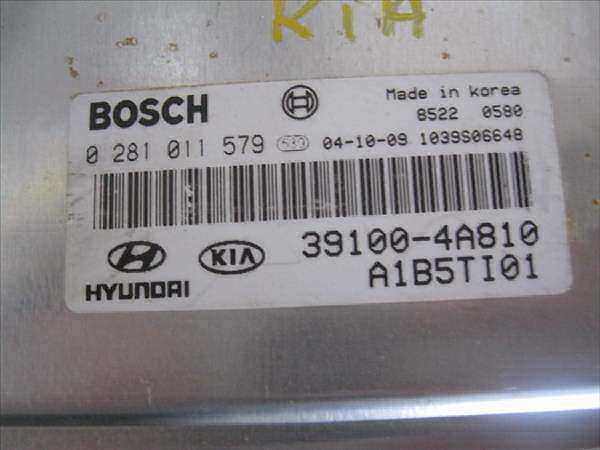 KIA
BOSCH
Made in korea
8522 0580
0 281 011 579 04-10-09 1039S06648
39100-4A810
HYUNDAI KIA A1B5TI01